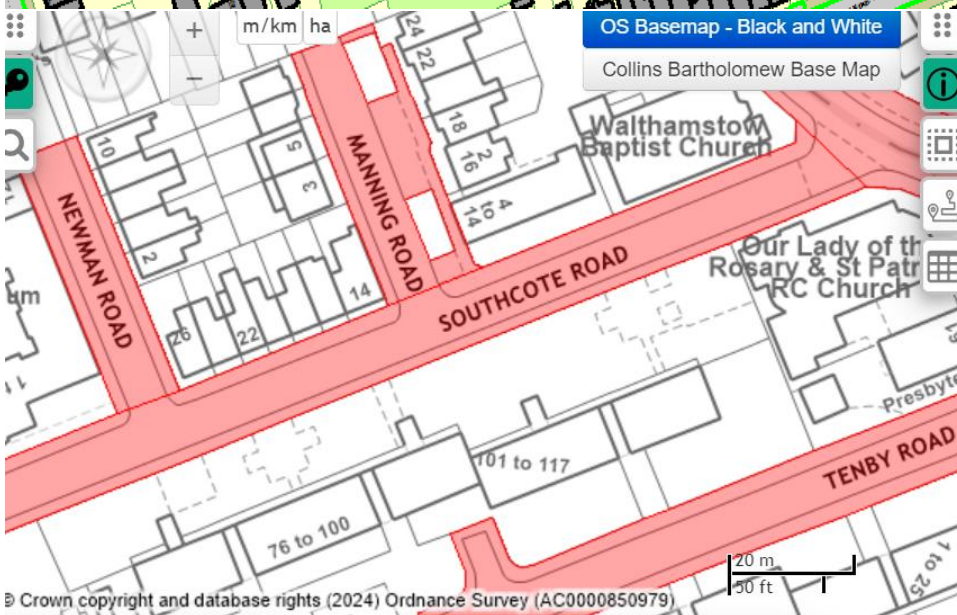 m/km ha
OS Basemap - Black and White
Collins Bartholomew Base Map
+
−
24
22
18
2
16
14 to 4
Walthamstow
Baptist Church
10
2
5
3
MANNING ROAD
NEWMAN ROAD
SOUTHCOTE ROAD
Our Lady of th
Rosary & St Patr
RC Church
um
26
22
14
Presbyte
TENBY ROAD
101 to 117
76 to 100
1 to 25
20 m
50 ft
© Crown copyright and database rights (2024) Ordnance Survey (AC0000850979)